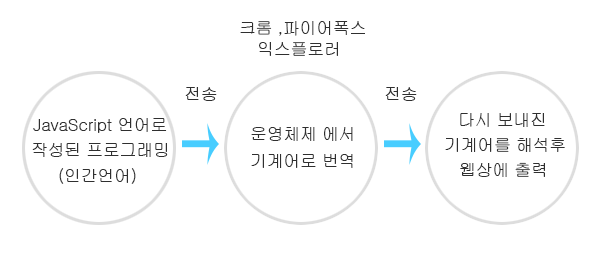 크롬 ,파이어폭스
익스플로러
전송
전송
JavaScript 언어로
작성된 프로그래밍
(인간언어)
운영체제 에서
기계어로 번역
다시 보내진
기계어를 해석후
웹상에 출력